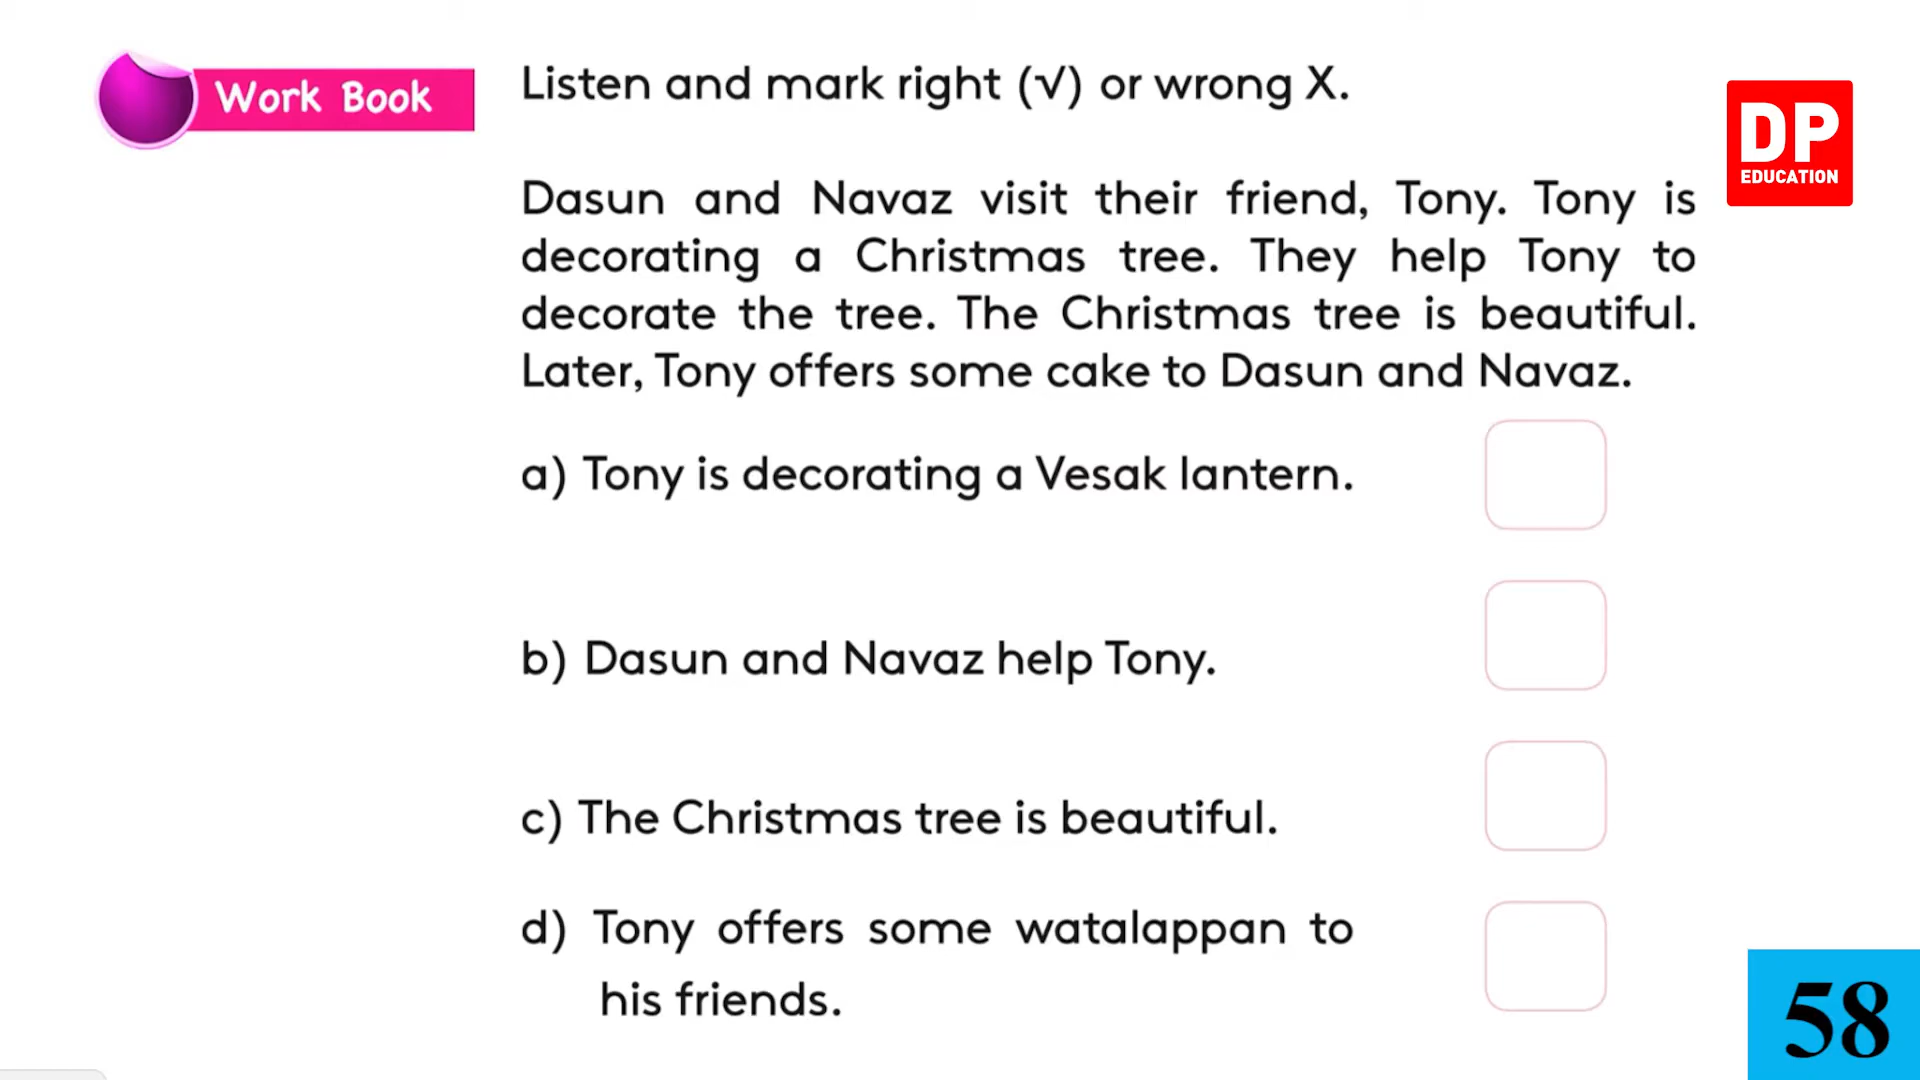 Work Book
Listen and mark right (√) or wrong X.
DP
EDUCATION
Dasun and Navaz visit their friend, Tony. Tony is
decorating a Christmas tree. They help Tony to
decorate the tree. The Christmas tree is beautiful.
Later, Tony offers some cake to Dasun and Navaz.
a) Tony is decorating a Vesak lantern.
b) Dasun and Navaz help Tony.
c) The Christmas tree is beautiful.
d) Tony offers some watalappan to
his friends.
58